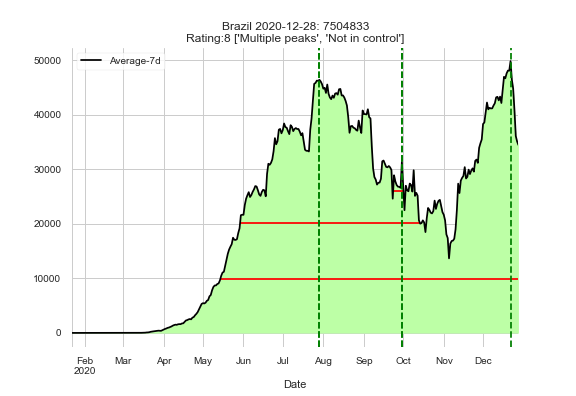 Brazil 2020-12-28: 7504833
Rating:8 ['Multiple peaks', 'Not in control']
Average-7d
50000
40000
30000
20000
10000
0
Feb Mar Apr May Jun Jul Aug Sep Oct Nov Dec
2020
Date